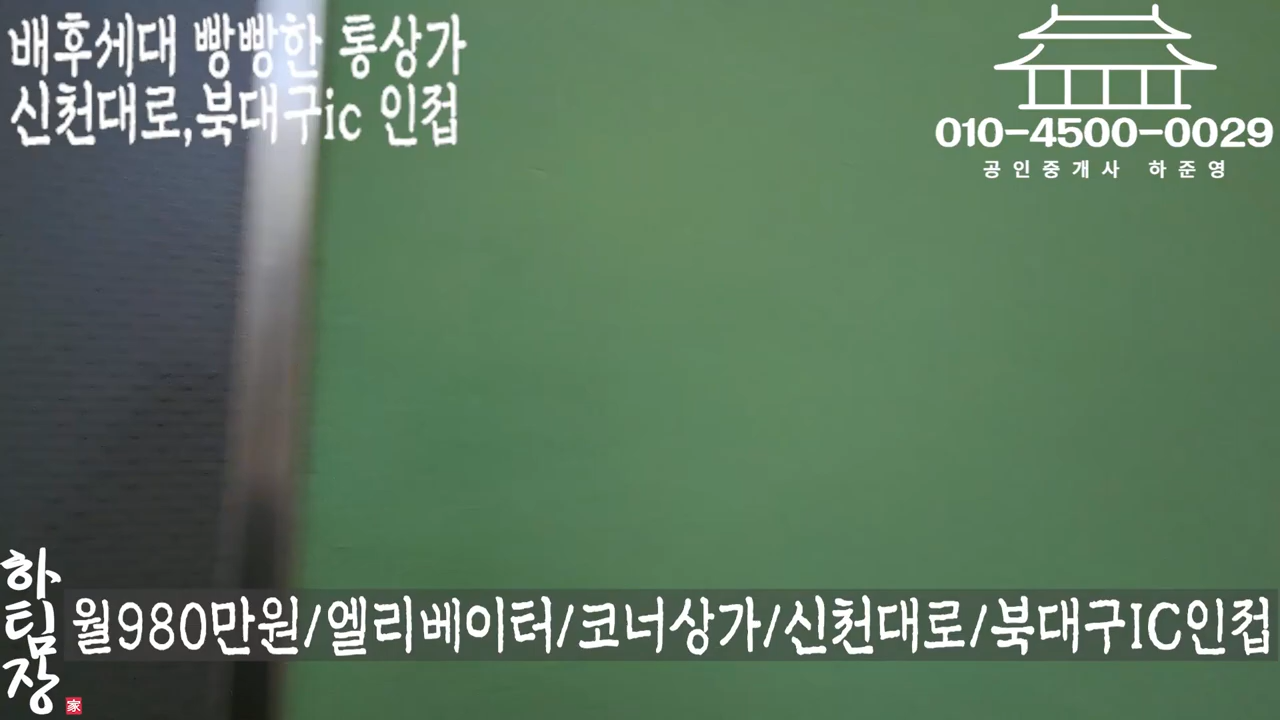 배후세대 빵빵한 통상가
신천대로,북대구ic 인접
010-4500-0029
공인중개사 하준영
하팀장
家
월980만원/엘리베이터/코너상가/신천대로/북대구IC인접